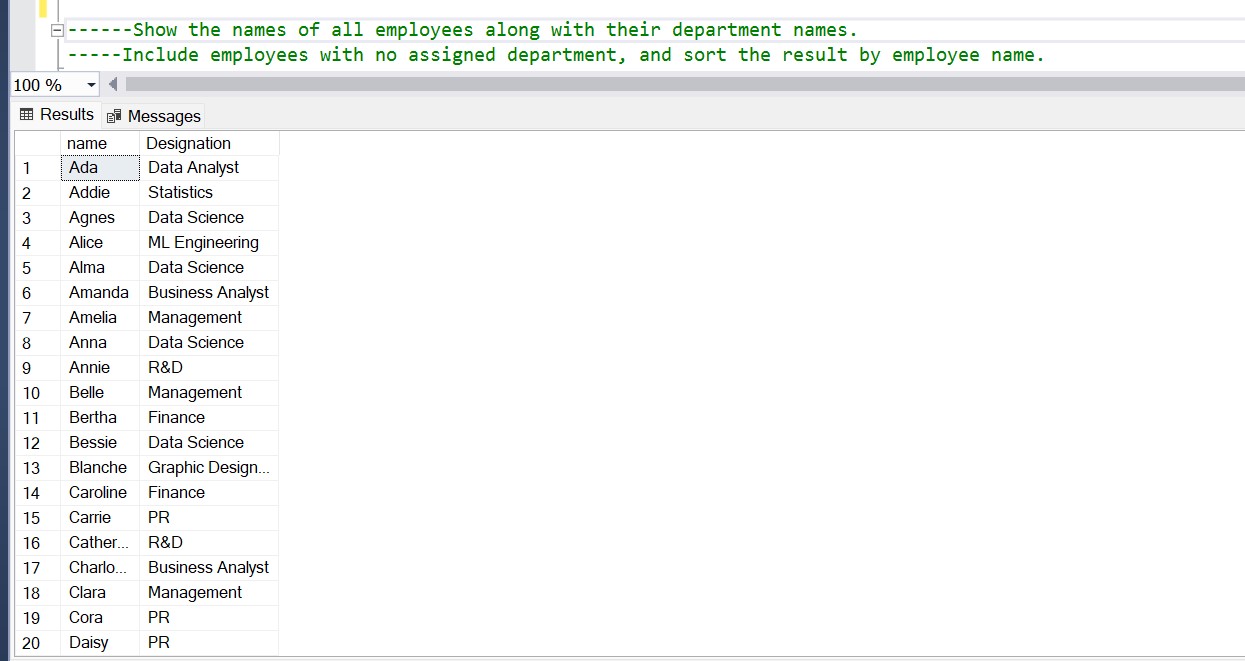 ------Show the names of all employees along with their department names.
-----Include employees with no assigned department, and sort the result by employee name.
100 %
Results Messages
name Designation
1 Ada Data Analyst
2 Addie Statistics
3 Agnes Data Science
4 Alice ML Engineering
5 Alma Data Science
6 Amanda Business Analyst
7 Amelia Management
8 Anna Data Science
9 Annie R&D
10 Belle Management
11 Bertha Finance
12 Bessie Data Science
13 Blanche Graphic Design...
14 Caroline Finance
15 Carrie PR
16 Cather... R&D
17 Charlo... Business Analyst
18 Clara Management
19 Cora PR
20 Daisy PR